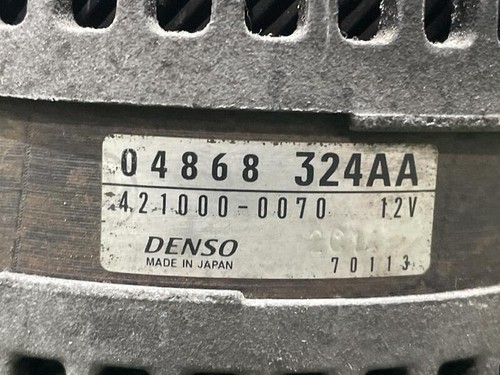 04868 324AA
421000-0070 12V
DENSO
MADE IN JAPAN
70113